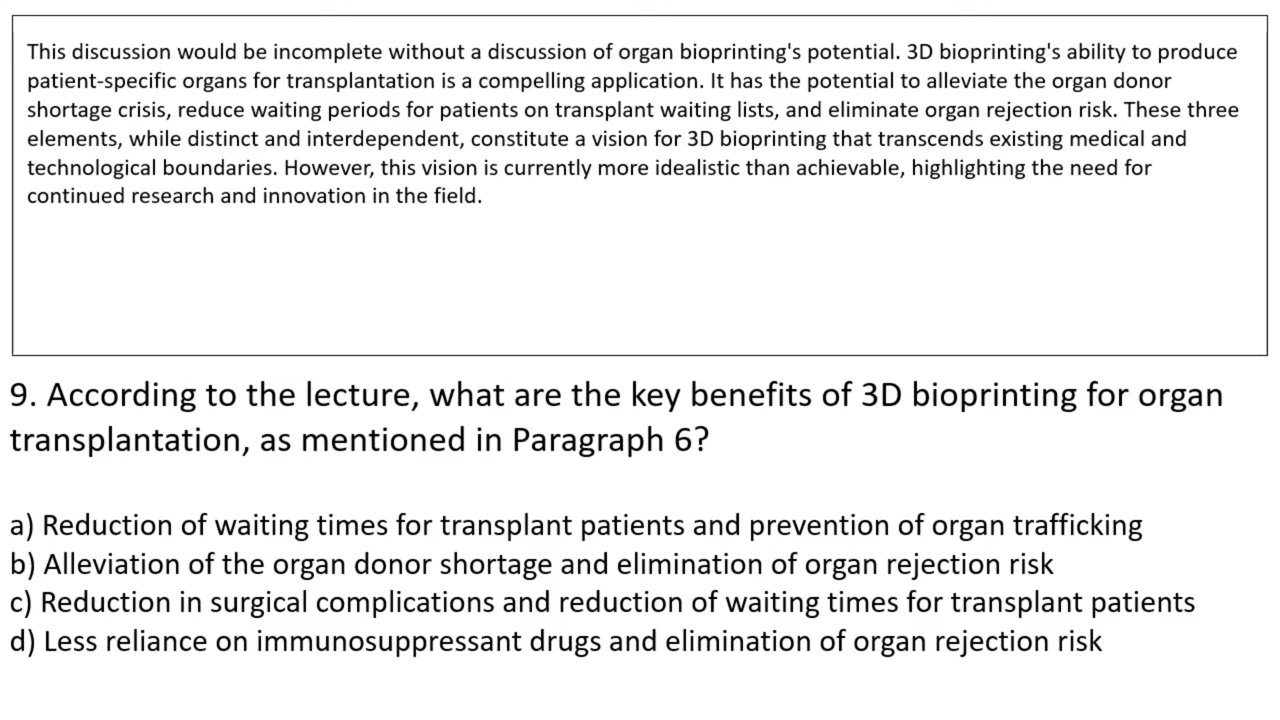 This discussion would be incomplete without a discussion of organ bioprinting's potential. 3D bioprinting's ability to produce
patient-specific organs for transplantation is a compelling application. It has the potential to alleviate the organ donor
shortage crisis, reduce waiting periods for patients on transplant waiting lists, and eliminate organ rejection risk. These three
elements, while distinct and interdependent, constitute a vision for 3D bioprinting that transcends existing medical and
technological boundaries. However, this vision is currently more idealistic than achievable, highlighting the need for
continued research and innovation in the field.
9. According to the lecture, what are the key benefits of 3D bioprinting for organ
transplantation, as mentioned in Paragraph 6?
a) Reduction of waiting times for transplant patients and prevention of organ trafficking
b) Alleviation of the organ donor shortage and elimination of organ rejection risk
c) Reduction in surgical complications and reduction of waiting times for transplant patients
d) Less reliance on immunosuppressant drugs and elimination of organ rejection risk